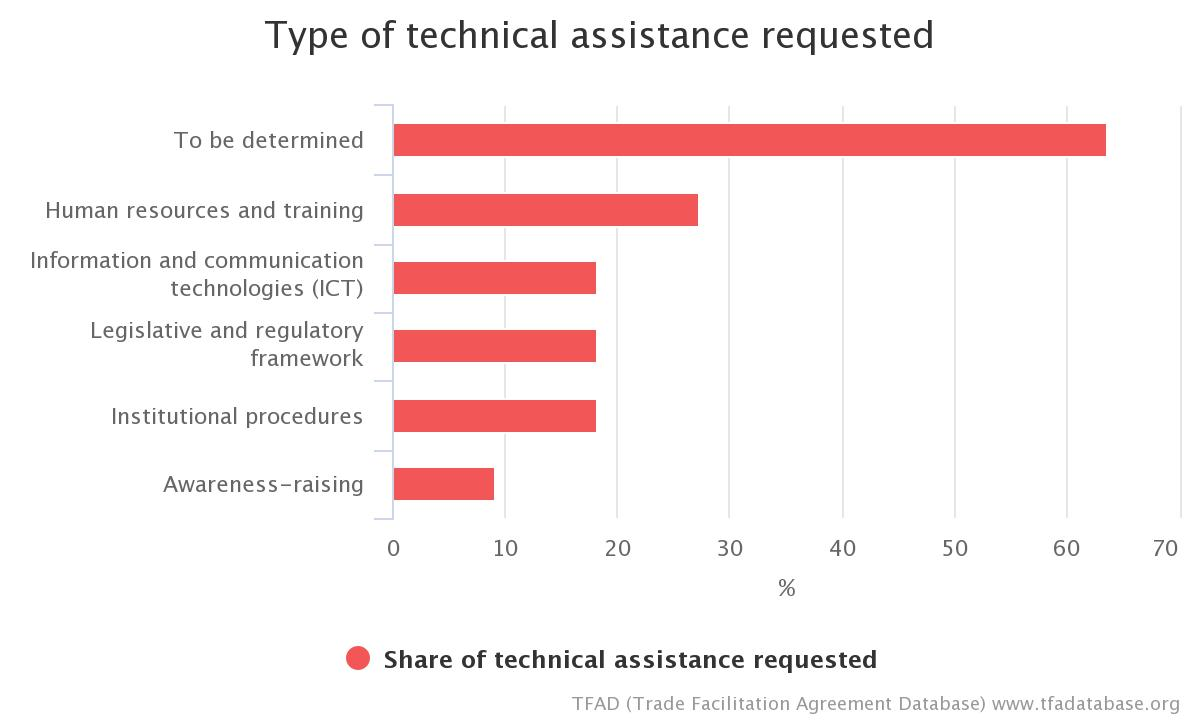 Type of technical assistance requested
To be determined
Human resources and training
Information and communication
technologies (ICT)
Legislative and regulatory
framework
Institutional procedures
Awareness-raising
0 10 20 30 40 50 60 70
%
Share of technical assistance requested
TFAD (Trade Facilitation Agreement Database) www.tfadatabase.org